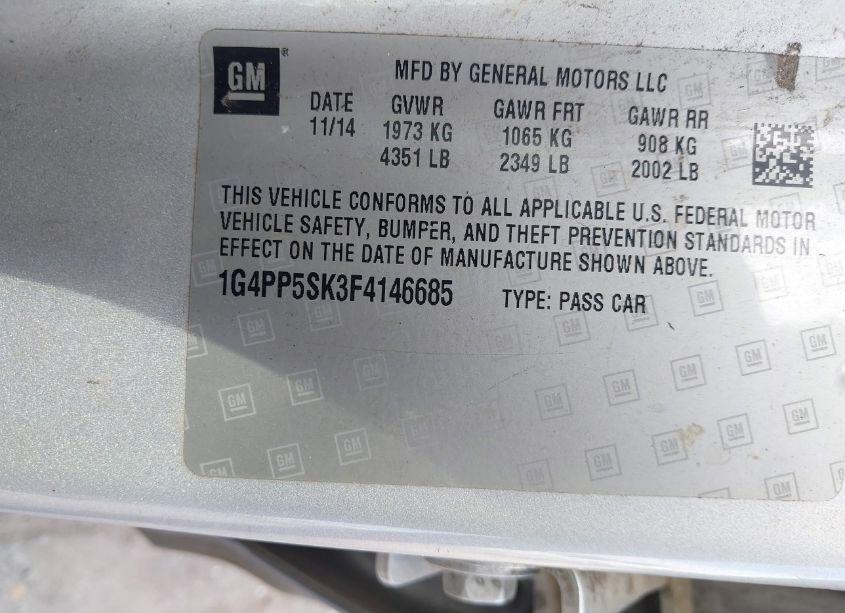 GM ®
MFD BY GENERAL MOTORS LLC
DATE GVWR GAWR FRT GAWR RR
11/14 1973 KG 1065 KG 908 KG
4351 LB 2349 LB 2002 LB
THIS VEHICLE CONFORMS TO ALL APPLICABLE U.S. FEDERAL MOTOR
VEHICLE SAFETY, BUMPER, AND THEFT PREVENTION STANDARDS IN
EFFECT ON THE DATE OF MANUFACTURE SHOWN ABOVE.
1G4PP5SK3F4146685 TYPE: PASS CAR